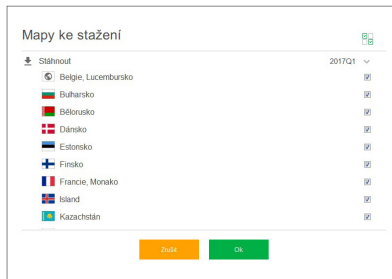 Mapy ke stažení
Stáhnout 2017Q1
Belgie, Lucembursko
Bulharsko
Bělorusko
Dánsko
Estonsko
Finsko
Francie, Monako
Island
Kazachstán
Zrušit Ok